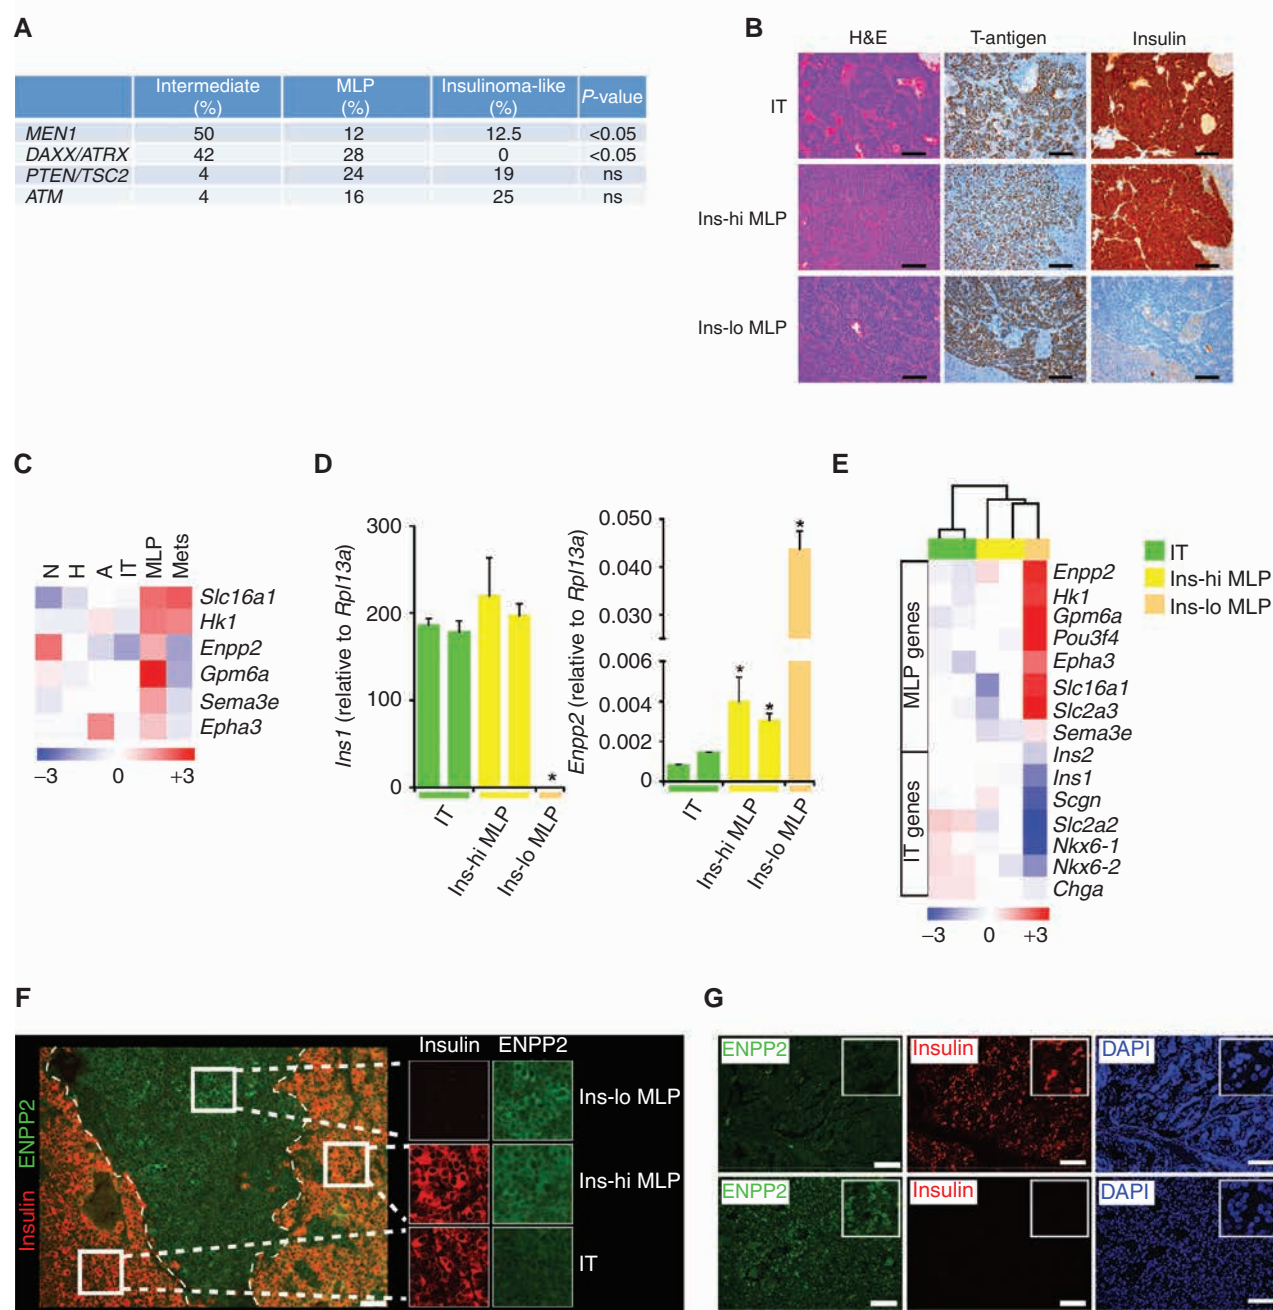 A
Intermediate (%) MLP (%) Insulinoma-like (%) P-value
MEN1 50 12 12.5 <0.05
DAXX/ATRX 42 28 0 <0.05
PTEN/TSC2 4 24 19 ns
ATM 4 16 25 ns
B
H&E T-antigen Insulin
IT
Ins-hi MLP
Ins-lo MLP
C
N H A IT MLP Mets
Slc16a1
Hk1
Enpp2
Gpm6a
Sema3e
Epha3
−3 0 +3
D
Ins1 (relative to Rpl13a)
300
200
100
0
*
IT Ins-hi MLP Ins-lo MLP
Enpp2 (relative to Rpl13a)
0.050
0.040
0.030
0.006
0.004
0.002
0
* * *
IT Ins-hi MLP Ins-lo MLP
E
IT
Ins-hi MLP
Ins-lo MLP
MLP genes
Enpp2
Hk1
Gpm6a
Pou3f4
Epha3
Slc16a1
Slc2a3
Sema3e
IT genes
Ins2
Ins1
Scgn
Slc2a2
Nkx6-1
Nkx6-2
Chga
−3 0 +3
F
Insulin ENPP2
Insulin ENPP2
Ins-lo MLP
Ins-hi MLP
IT
G
ENPP2 Insulin DAPI
ENPP2 Insulin DAPI